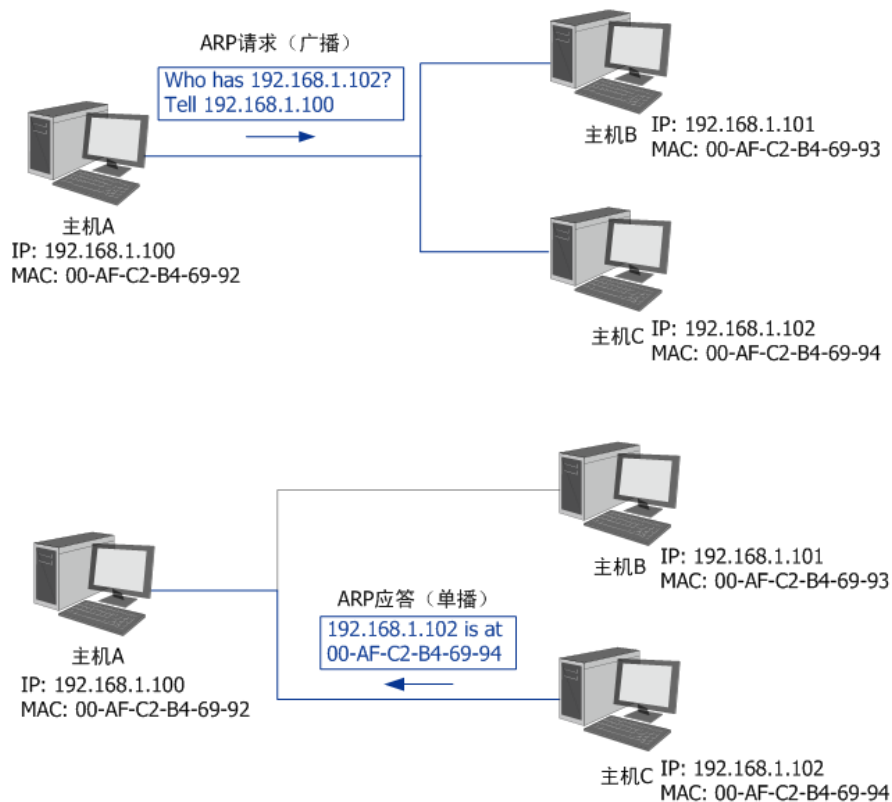 ARP请求（广播）
Who has 192.168.1.102?
Tell 192.168.1.100
主机A
IP: 192.168.1.100
MAC: 00-AF-C2-B4-69-92
主机B
IP: 192.168.1.101
MAC: 00-AF-C2-B4-69-93
主机C
IP: 192.168.1.102
MAC: 00-AF-C2-B4-69-94
ARP应答（单播）
192.168.1.102 is at
00-AF-C2-B4-69-94
主机A
IP: 192.168.1.100
MAC: 00-AF-C2-B4-69-92
主机B
IP: 192.168.1.101
MAC: 00-AF-C2-B4-69-93
主机C
IP: 192.168.1.102
MAC: 00-AF-C2-B4-69-94